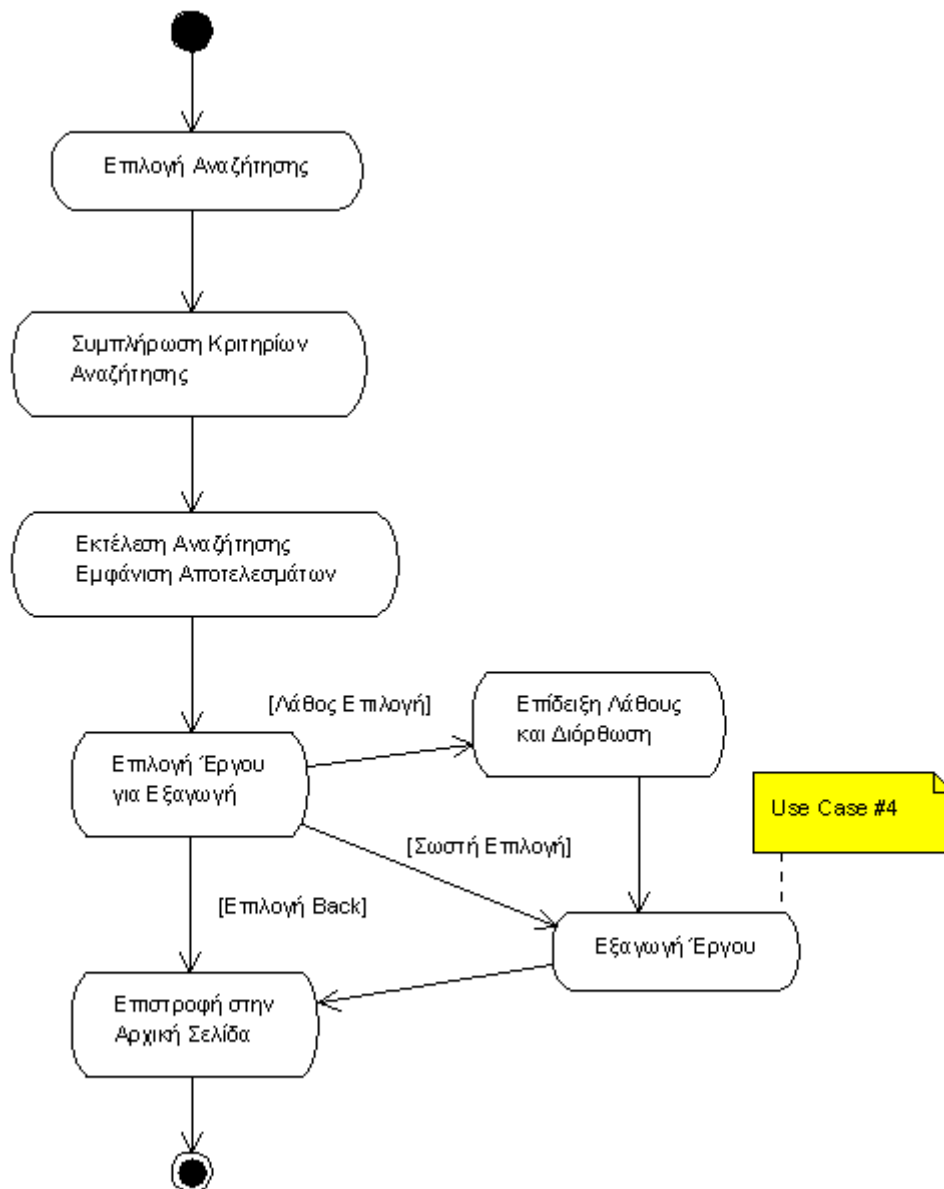 Επιλογή Αναζήτησης
Συμπλήρωση Κριτηρίων
Αναζήτησης
Εκτέλεση Αναζήτησης
Εμφάνιση Αποτελεσμάτων
[Λάθος Επιλογή]
Επίδειξη Λάθους
και Διόρθωση
Επιλογή Έργου
για Εξαγωγή
Use Case #4
[Σωστή Επιλογή]
[Επιλογή Back]
Εξαγωγή Έργου
Επιστροφή στην
Αρχική Σελίδα